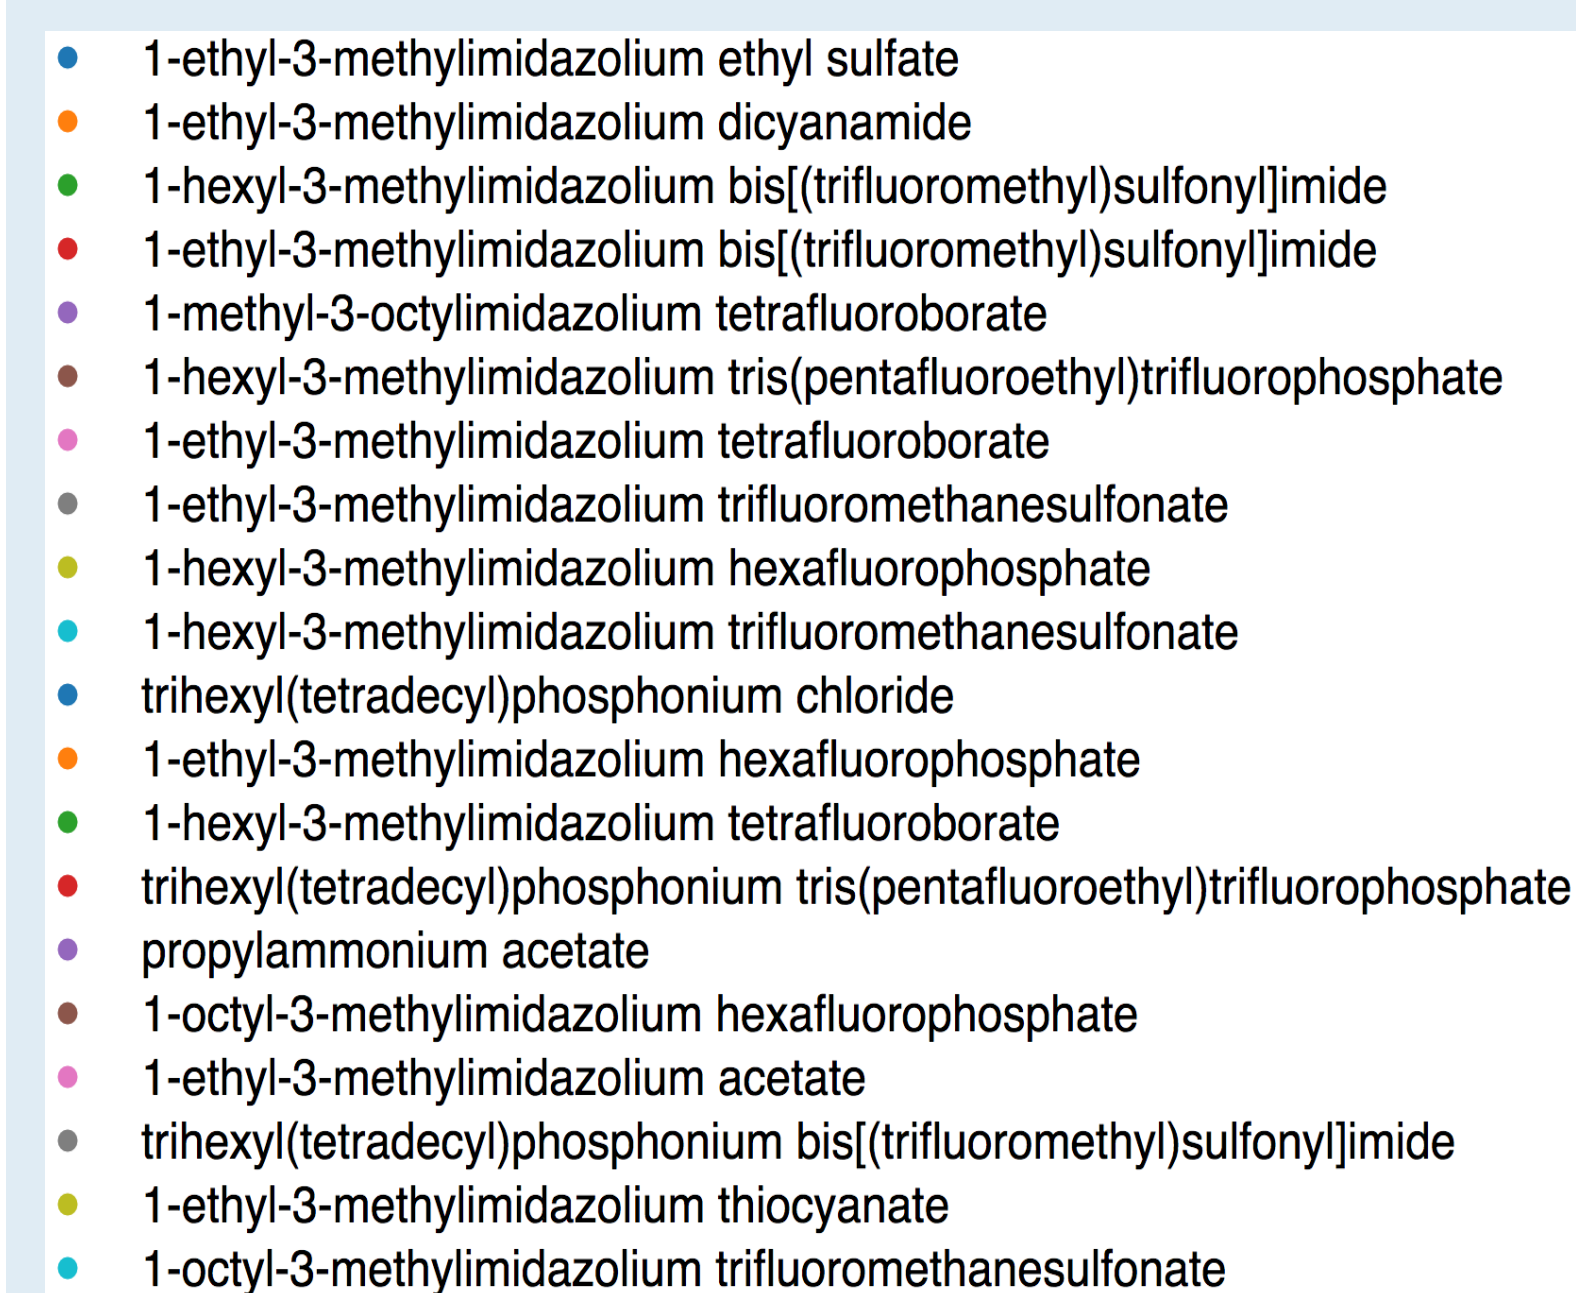 1-ethyl-3-methylimidazolium ethyl sulfate
1-ethyl-3-methylimidazolium dicyanamide
1-hexyl-3-methylimidazolium bis[(trifluoromethyl)sulfonyl]imide
1-ethyl-3-methylimidazolium bis[(trifluoromethyl)sulfonyl]imide
1-methyl-3-octylimidazolium tetrafluoroborate
1-hexyl-3-methylimidazolium tris(pentafluoroethyl)trifluorophosphate
1-ethyl-3-methylimidazolium tetrafluoroborate
1-ethyl-3-methylimidazolium trifluoromethanesulfonate
1-hexyl-3-methylimidazolium hexafluorophosphate
1-hexyl-3-methylimidazolium trifluoromethanesulfonate
trihexyl(tetradecyl)phosphonium chloride
1-ethyl-3-methylimidazolium hexafluorophosphate
1-hexyl-3-methylimidazolium tetrafluoroborate
trihexyl(tetradecyl)phosphonium tris(pentafluoroethyl)trifluorophosphate
propylammonium acetate
1-octyl-3-methylimidazolium hexafluorophosphate
1-ethyl-3-methylimidazolium acetate
trihexyl(tetradecyl)phosphonium bis[(trifluoromethyl)sulfonyl]imide
1-ethyl-3-methylimidazolium thiocyanate
1-octyl-3-methylimidazolium trifluoromethanesulfonate